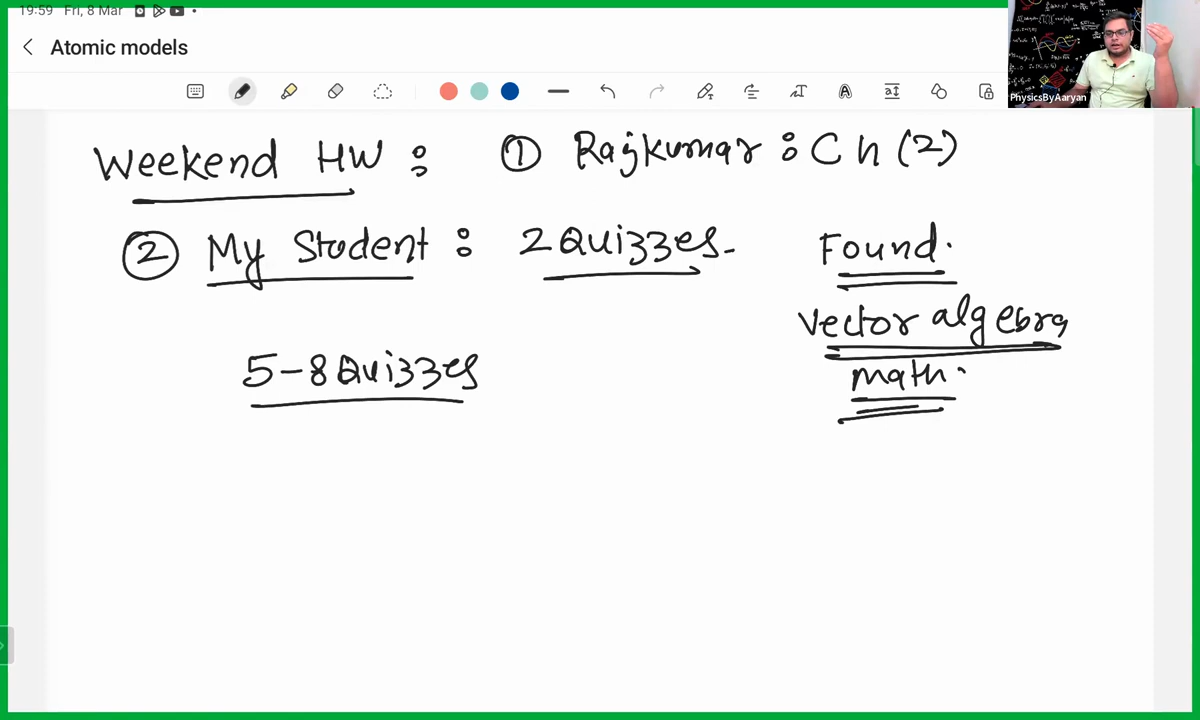 19:59 Fri, 8 Mar
Atomic models
PhysicsByAaryan
Weekend HW : ① Rajkumar : Ch (2)
② My Student : 2 Quizzes. Found.
Vector algebra
5-8 Quizzes math.